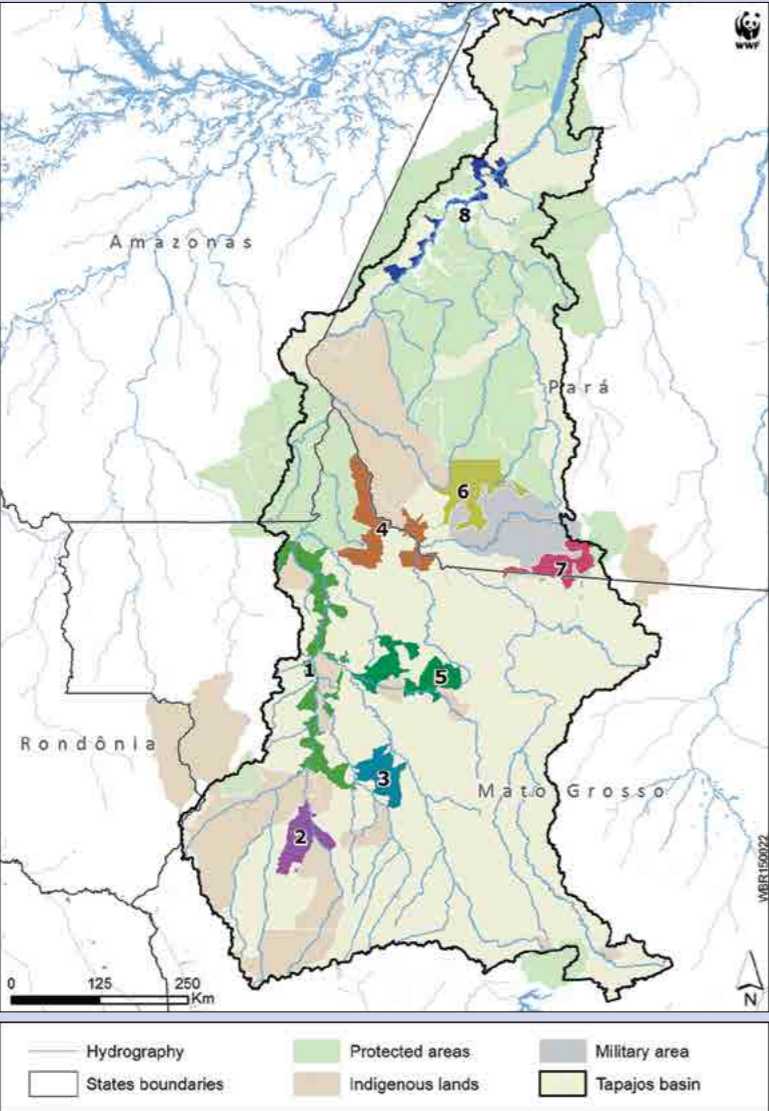 WWF
Amazonas
8
Pará
6
4
7
1
5
Rondônia
3
Mato Grosso
2
WBR150022
0 125 250
Km
N
Hydrography
Protected areas
Military area
States boundaries
Indigenous lands
Tapajos basin